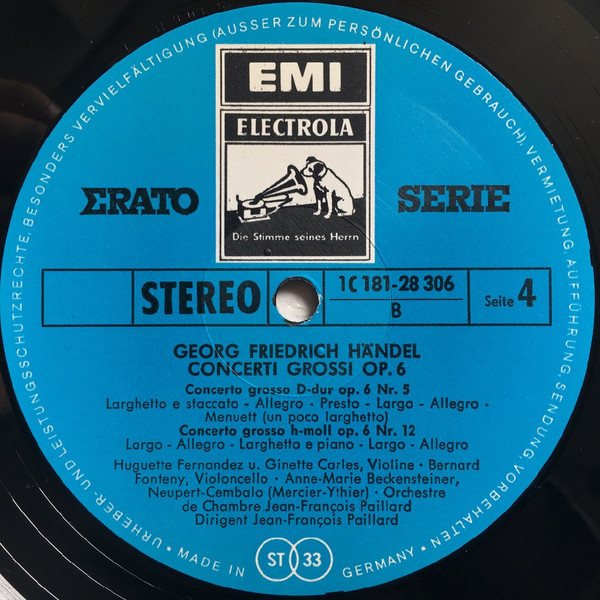 URHEBER- UND LEISTUNGSSCHUTZRECHTE, BESONDERS VERVIELFÄLTIGUNG (AUSSER ZUM PERSÖNLICHEN GEBRAUCH), VERMIETUNG, AUFFÜHRUNG, SENDUNG VORBEHALTEN
EMI
ELECTROLA
Die Stimme seines Herrn
ERATO SERIE
STEREO
1C 181-28 306
B
Seite 4
GEORG FRIEDRICH HÄNDEL
CONCERTI GROSSI OP. 6
Concerto grosso D-dur op. 6 Nr. 5
Larghetto e staccato - Allegro - Presto - Largo - Allegro -
Menuett (un poco larghetto)
Concerto grosso h-moll op. 6 Nr. 12
Largo - Allegro - Larghetto e piano - Largo - Allegro
Huguette Fernandez u. Ginette Carles, Violine · Bernard
Fonteny, Violoncello · Anne-Marie Beckensteiner,
Neupert-Cembalo (Mercier-Ythier) · Orchestre
de Chambre Jean-François Paillard
Dirigent Jean-François Paillard
· MADE IN GERMANY ·
ST 33